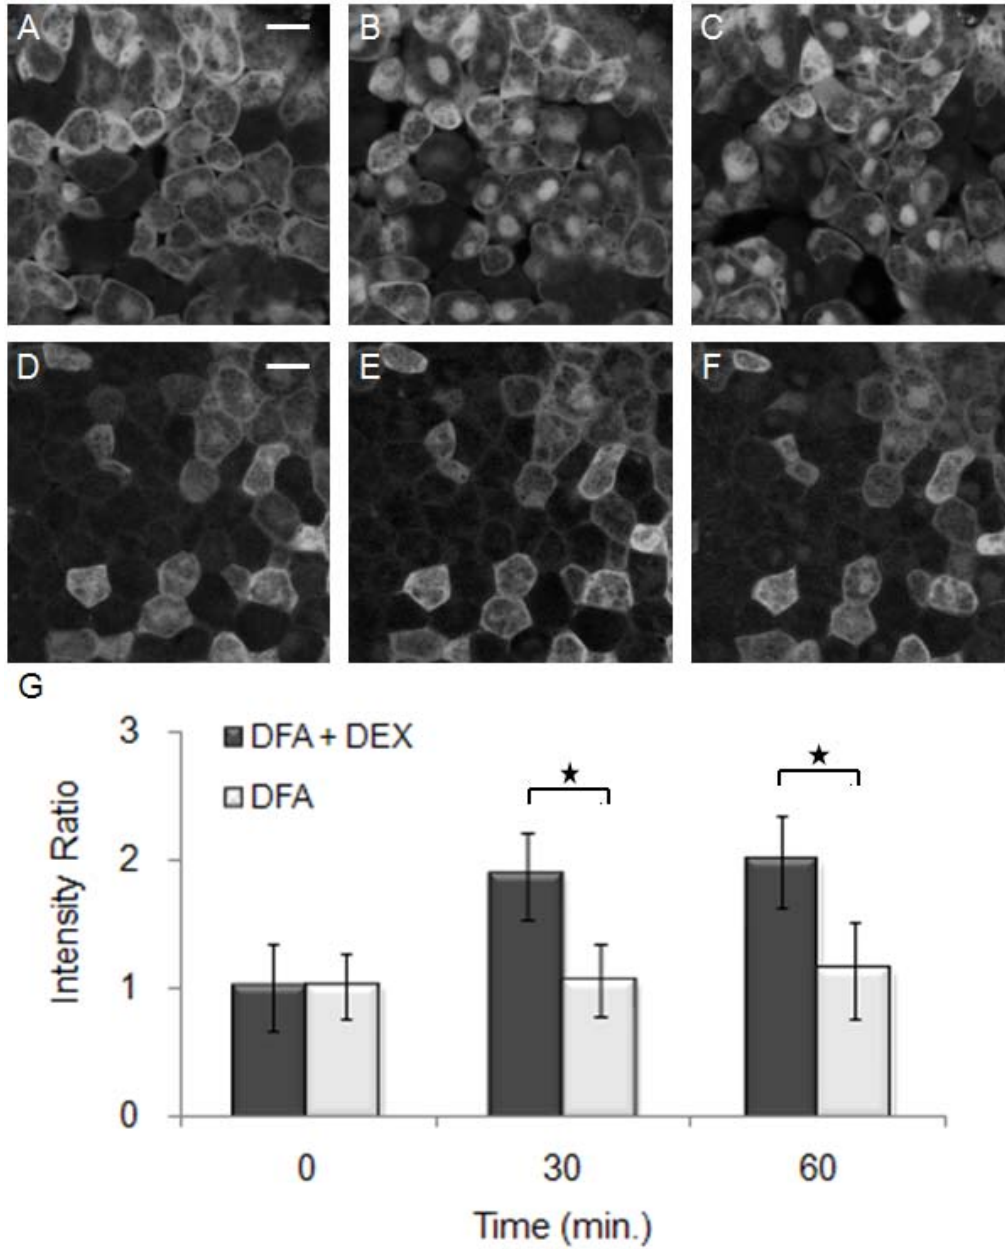 A
B
C
D
E
F
G
3
2
1
0
Intensity Ratio
DFA + DEX
DFA
★
★
0
30
60
Time (min.)